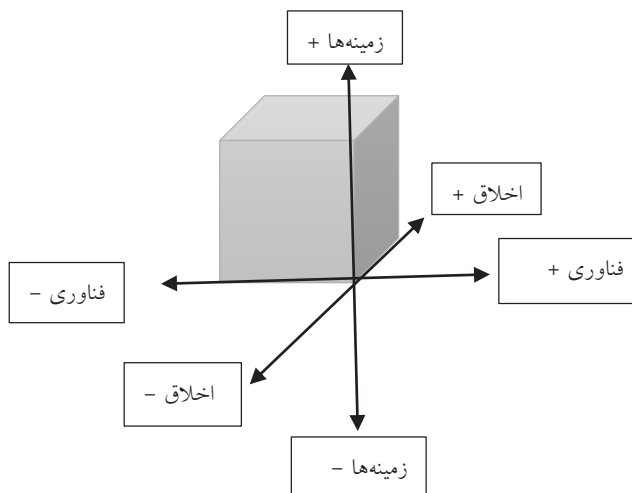 زمینه‌ها +
اخلاق +
فناوری +
فناوری −
اخلاق −
زمینه‌ها −